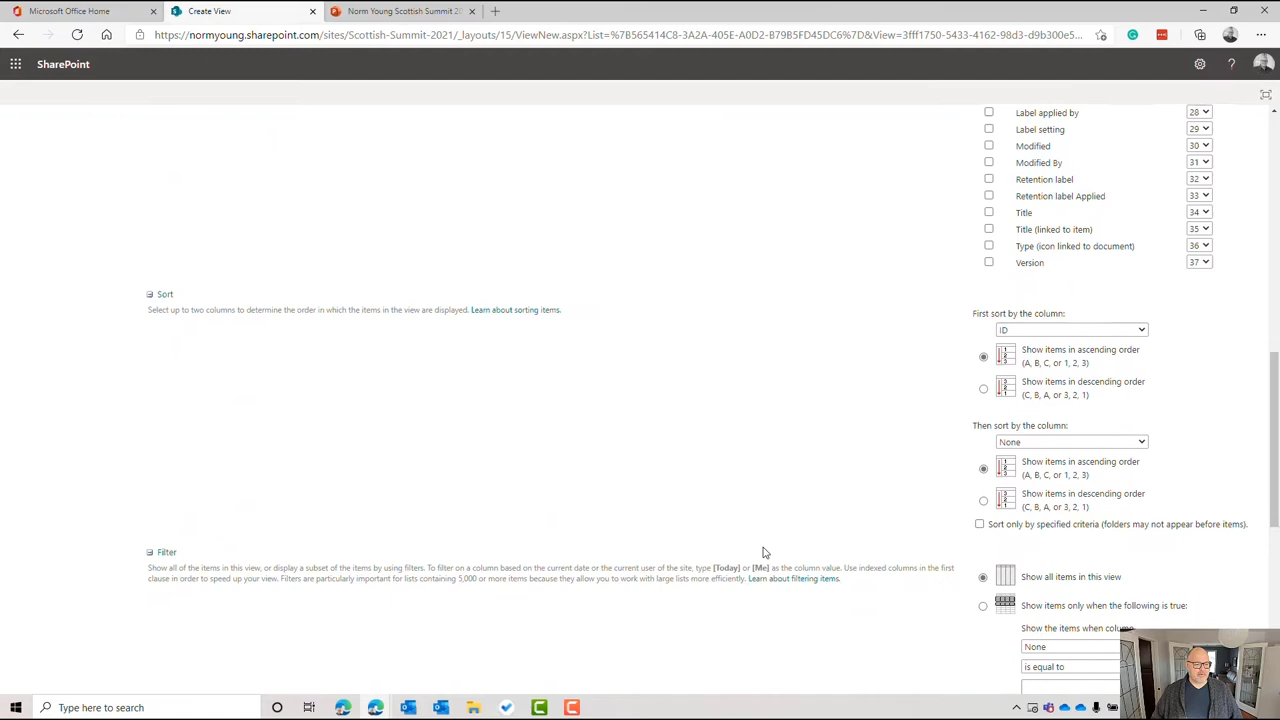 Microsoft Office Home
Create View
Norm Young Scottish Summit 20
https://normyoung.sharepoint.com/sites/Scottish-Summit-2021/_layouts/15/ViewNew.aspx?List=%7B565414C8-3A2A-405E-A0D2-B79B5FD45DC6%7D&View=3fff1750-5433-4162-98d3-d9b300e5...
SharePoint
Label applied by 28
Label setting 29
Modified 30
Modified By 31
Retention label 32
Retention label Applied 33
Title 34
Title (linked to item) 35
Type (icon linked to document) 36
Version 37
Sort
Select up to two columns to determine the order in which the items in the view are displayed. Learn about sorting items.
First sort by the column:
ID
Show items in ascending order
(A, B, C, or 1, 2, 3)
Show items in descending order
(C, B, A, or 3, 2, 1)
Then sort by the column:
None
Show items in ascending order
(A, B, C, or 1, 2, 3)
Show items in descending order
(C, B, A, or 3, 2, 1)
Sort only by specified criteria (folders may not appear before items).
Filter
Show all of the items in this view, or display a subset of the items by using filters. To filter on a column based on the current date or the current user of the site, type [Today] or [Me] as the column value. Use indexed columns in the first
clause in order to speed up your view. Filters are particularly important for lists containing 5,000 or more items because they allow you to work with large lists more efficiently. Learn about filtering items.
Show all items in this view
Show items only when the following is true:
Show the items when column
None
is equal to
Type here to search